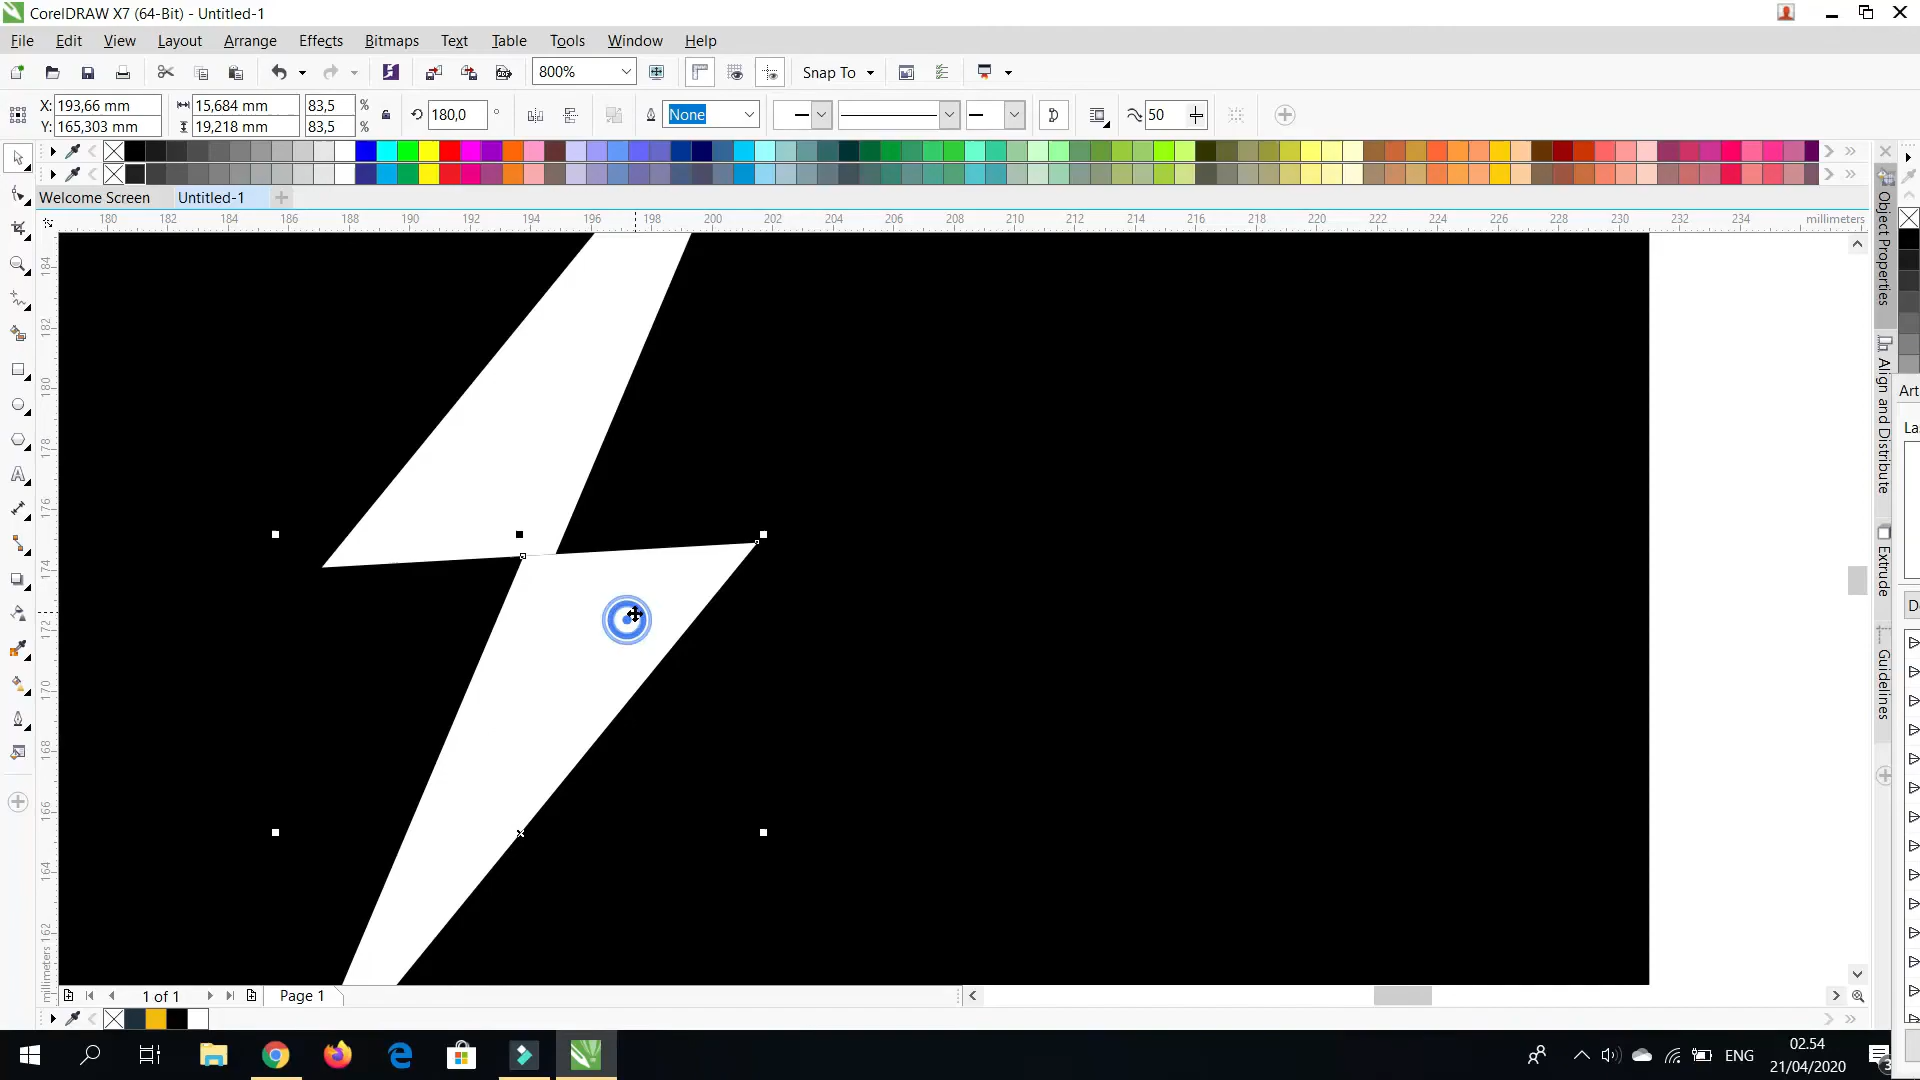 CorelDRAW X7 (64-Bit) - Untitled-1
File Edit View Layout Arrange Effects Bitmaps Text Table Tools Window Help
800% Snap To
X: 193,66 mm 15,684 mm 83,5 % 180,0 ° None 50
Y: 165,303 mm 19,218 mm 83,5 %
Welcome Screen Untitled-1
180 182 184 186 188 190 192 194 196 198 200 202 204 206 208 210 212 214 216 218 220 222 224 226 228 230 232 234 millimeters
184
182
180
178
176
174
172
170
168
166
164
162
millimeters
Object Properties
Align and Distribute
Extrude
Guidelines
Art
La
D
1 of 1 Page 1
ENG
02.54
21/04/2020
3